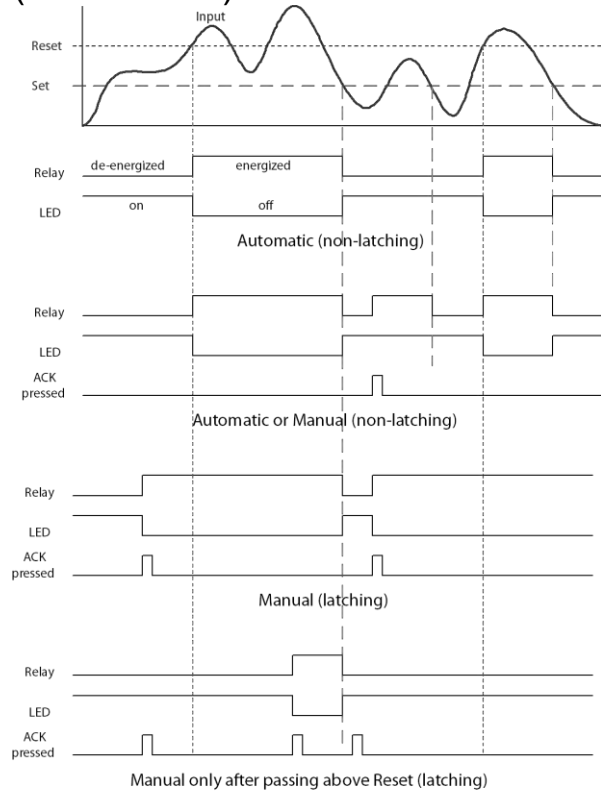 Input
Reset
Set
de-energized energized
Relay
LED
on off
Automatic (non-latching)
Relay
LED
ACK
pressed
Automatic or Manual (non-latching)
Relay
LED
ACK
pressed
Manual (latching)
Relay
LED
ACK
pressed
Manual only after passing above Reset (latching)